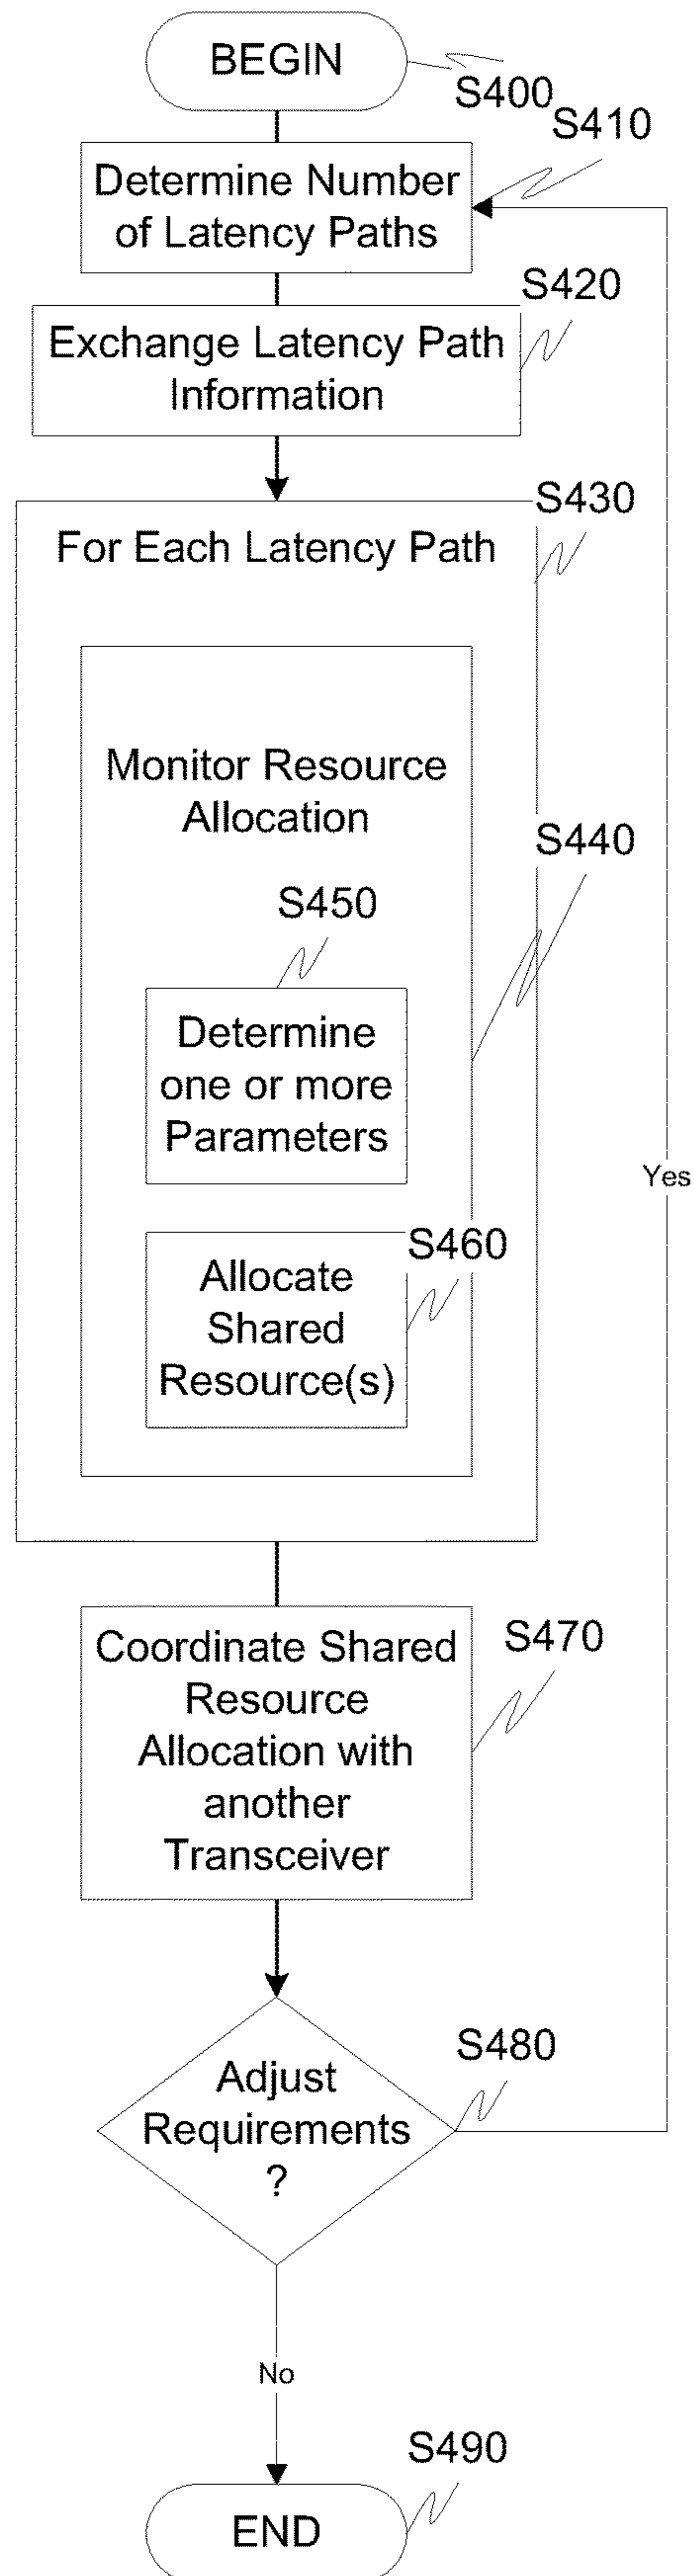 BEGIN
S400
S410
Determine Number
of Latency Paths
S420
Exchange Latency Path
Information
S430
For Each Latency Path
Monitor Resource
Allocation
S440
S450
Determine
one or more
Parameters
Yes
S460
Allocate
Shared
Resource(s)
S470
Coordinate Shared
Resource
Allocation with
another
Transceiver
S480
Adjust
Requirements
?
No
S490
END